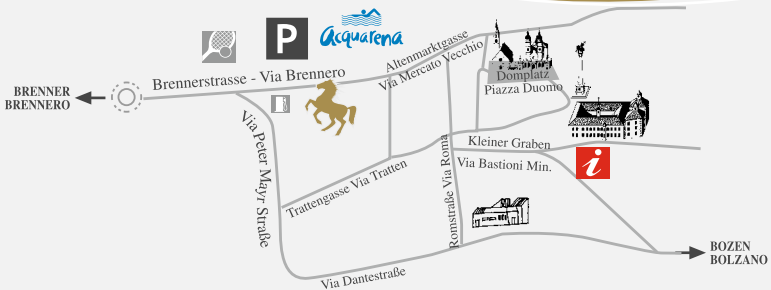 P
Acquarena
BRENNER
BRENNERO
Brennerstrasse - Via Brennero
Altenmarktgasse
Via Mercato Vecchio
Domplatz
Piazza Duomo
Via Peter Mayr Straße
Trattengasse Via Tratten
Romstraße Via Roma
Kleiner Graben
Via Bastioni Min.
i
Via Dantestraße
BOZEN
BOLZANO